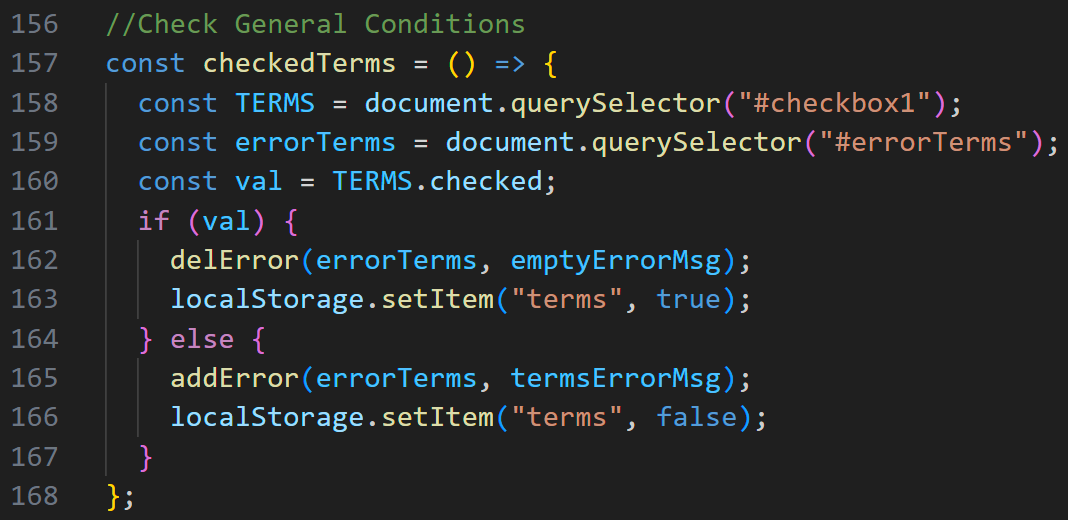 156 //Check General Conditions
157 const checkedTerms = () => {
158 const TERMS = document.querySelector("#checkbox1");
159 const errorTerms = document.querySelector("#errorTerms");
160 const val = TERMS.checked;
161 if (val) {
162 delError(errorTerms, emptyErrorMsg);
163 localStorage.setItem("terms", true);
164 } else {
165 addError(errorTerms, termsErrorMsg);
166 localStorage.setItem("terms", false);
167 }
168 };